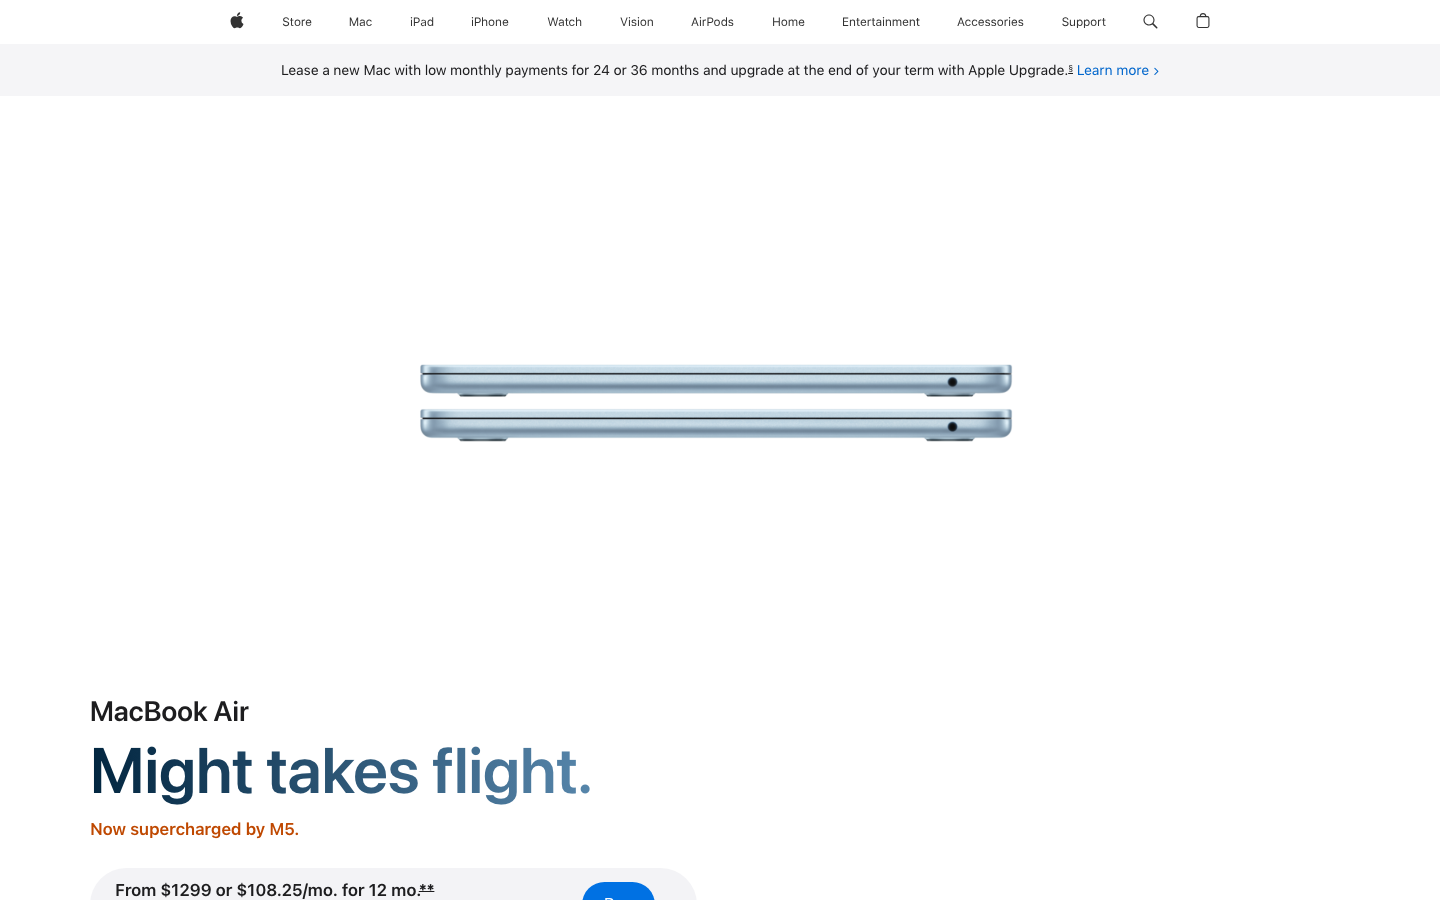 Store Mac iPad iPhone Watch Vision AirPods Home Entertainment Accessories Support
Lease a new Mac with low monthly payments for 24 or 36 months and upgrade at the end of your term with Apple Upgrade.§ Learn more >
MacBook Air
Might takes flight.
Now supercharged by M5.
From $1299 or $108.25/mo. for 12 mo.**